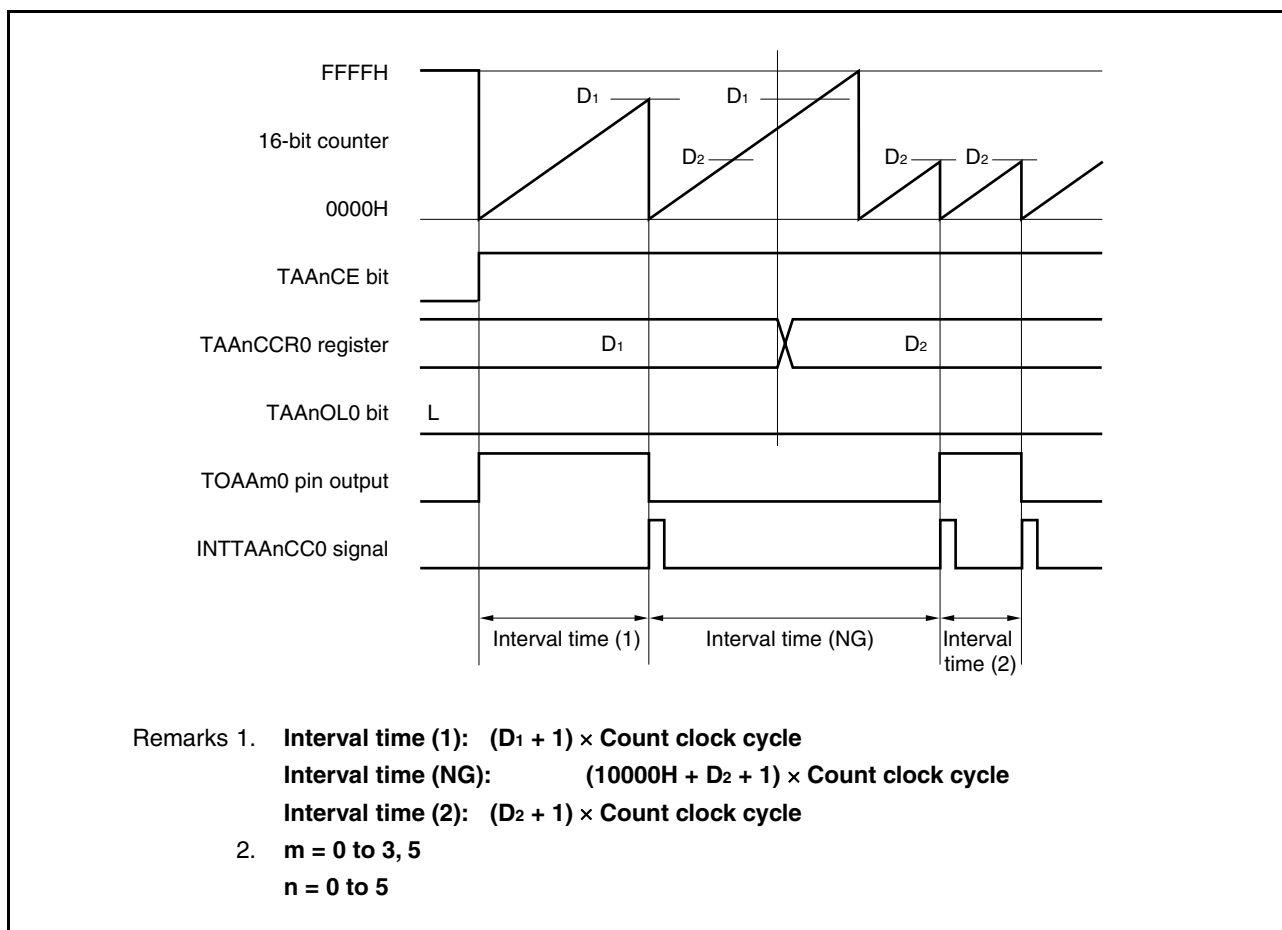 FFFFH
D1
D1
16-bit counter
D2
D2
D2
0000H
TAAnCE bit
TAAnCCR0 register
D1
D2
TAAnOL0 bit
L
TOAAm0 pin output
INTTAAnCC0 signal
Interval time (1)
Interval time (NG)
Interval
time (2)
Remarks 1. Interval time (1): (D1 + 1) × Count clock cycle
Interval time (NG): (10000H + D2 + 1) × Count clock cycle
Interval time (2): (D2 + 1) × Count clock cycle
2. m = 0 to 3, 5
n = 0 to 5